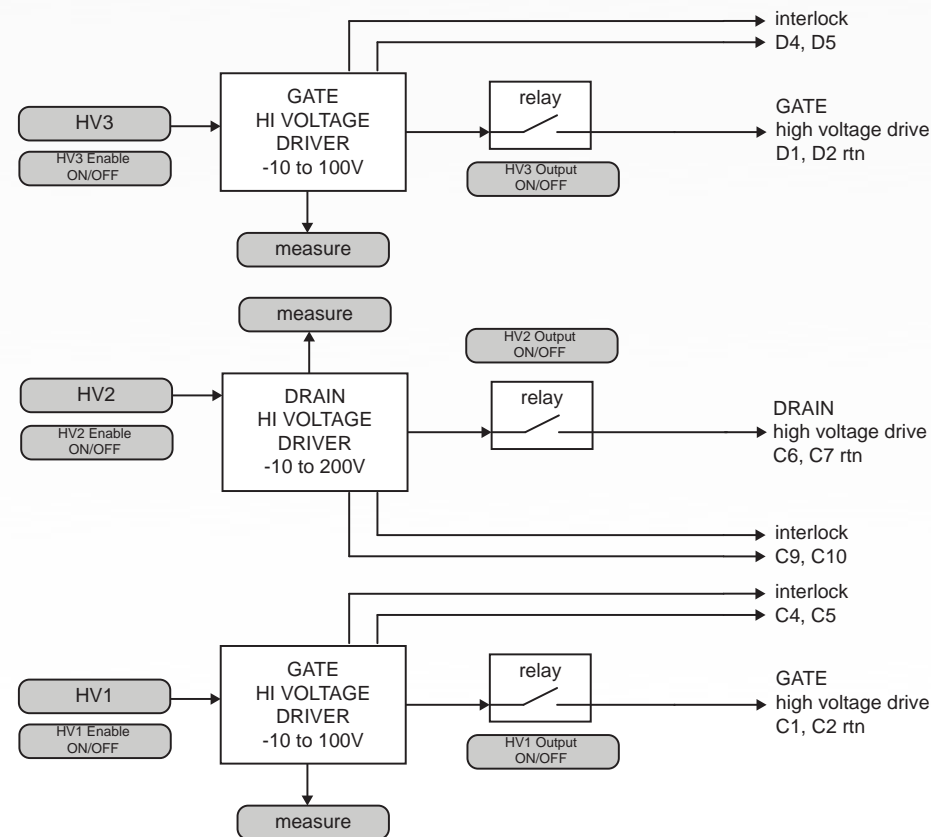 interlock
D4, D5
HV3
HV3 Enable
ON/OFF
GATE
HI VOLTAGE
DRIVER
-10 to 100V
relay
HV3 Output
ON/OFF
GATE
high voltage drive
D1, D2 rtn
measure
measure
HV2
HV2 Enable
ON/OFF
DRAIN
HI VOLTAGE
DRIVER
-10 to 200V
HV2 Output
ON/OFF
relay
DRAIN
high voltage drive
C6, C7 rtn
interlock
C9, C10
interlock
C4, C5
HV1
HV1 Enable
ON/OFF
GATE
HI VOLTAGE
DRIVER
-10 to 100V
relay
HV1 Output
ON/OFF
GATE
high voltage drive
C1, C2 rtn
measure